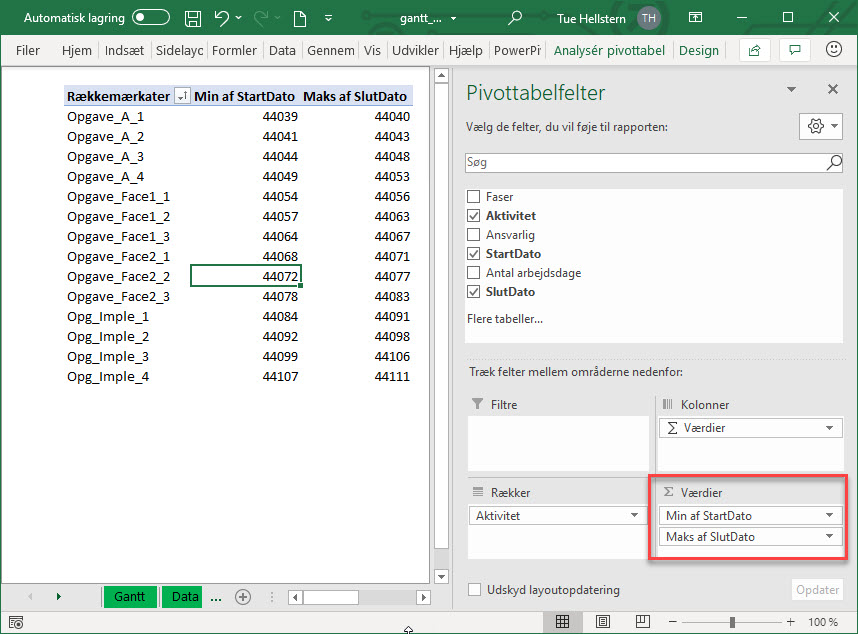 Automatisk lagring gantt_... Tue Hellstern TH
Filer Hjem Indsæt Sidelayc Formler Data Gennem Vis Udvikler Hjælp PowerPi Analysér pivottabel Design
Rækkemærkater Min af StartDato Maks af SlutDato
Opgave_A_1 44039 44040
Opgave_A_2 44041 44043
Opgave_A_3 44044 44048
Opgave_A_4 44049 44053
Opgave_Face1_1 44054 44056
Opgave_Face1_2 44057 44063
Opgave_Face1_3 44064 44067
Opgave_Face2_1 44068 44071
Opgave_Face2_2 44072 44077
Opgave_Face2_3 44078 44083
Opg_Imple_1 44084 44091
Opg_Imple_2 44092 44098
Opg_Imple_3 44099 44106
Opg_Imple_4 44107 44111
Pivottabelfelter
Vælg de felter, du vil føje til rapporten:
Søg
Faser
Aktivitet
Ansvarlig
StartDato
Antal arbejdsdage
SlutDato
Flere tabeller...
Træk felter mellem områderne nedenfor:
Filtre
Kolonner
Σ Værdier
Rækker
Aktivitet
Σ Værdier
Min af StartDato
Maks af SlutDato
Udskyd layoutopdatering Opdater
Gantt Data ...
100 %